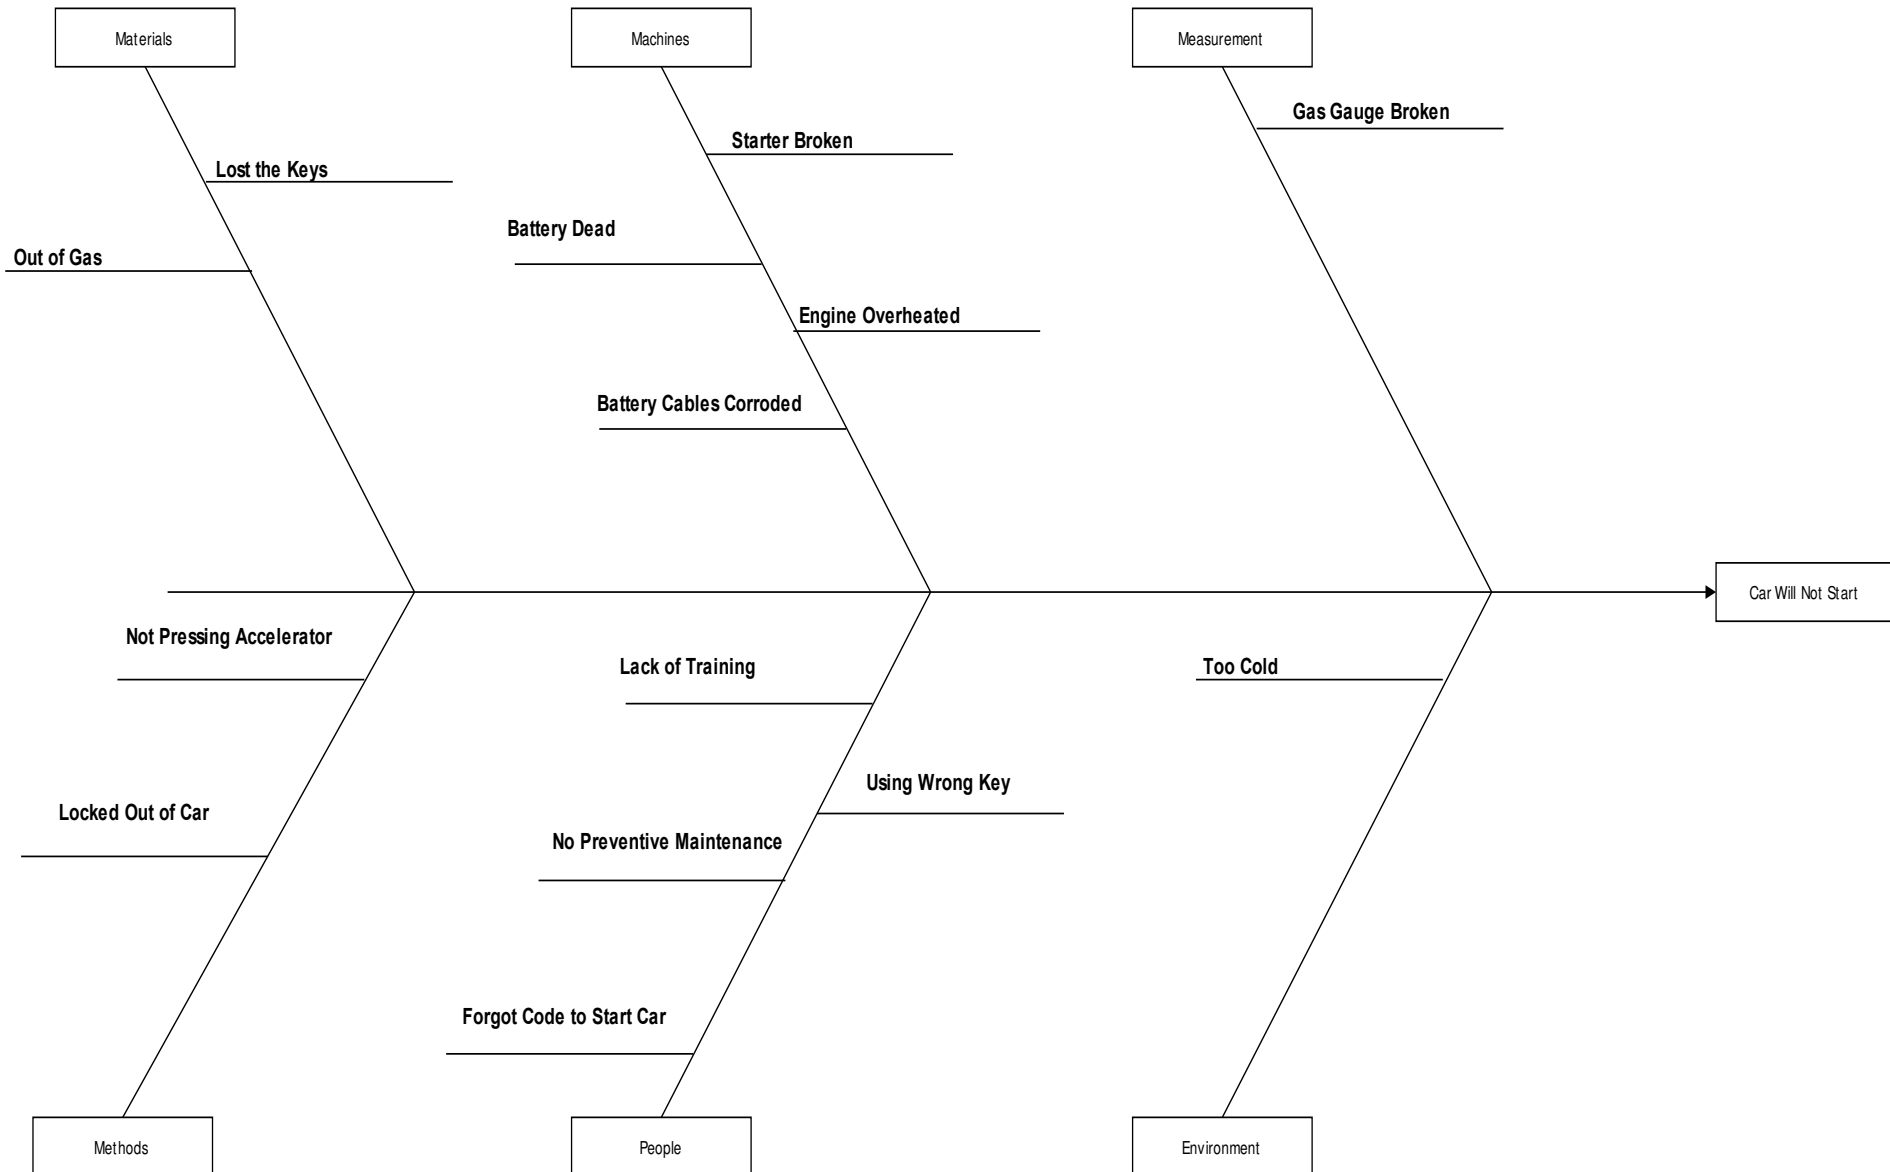 Materials
Machines
Measurement
Gas Gauge Broken
Starter Broken
Lost the Keys
Battery Dead
Out of Gas
Engine Overheated
Battery Cables Corroded
Car Will Not Start
Not Pressing Accelerator
Lack of Training
Too Cold
Using Wrong Key
Locked Out of Car
No Preventive Maintenance
Forgot Code to Start Car
Methods
People
Environment